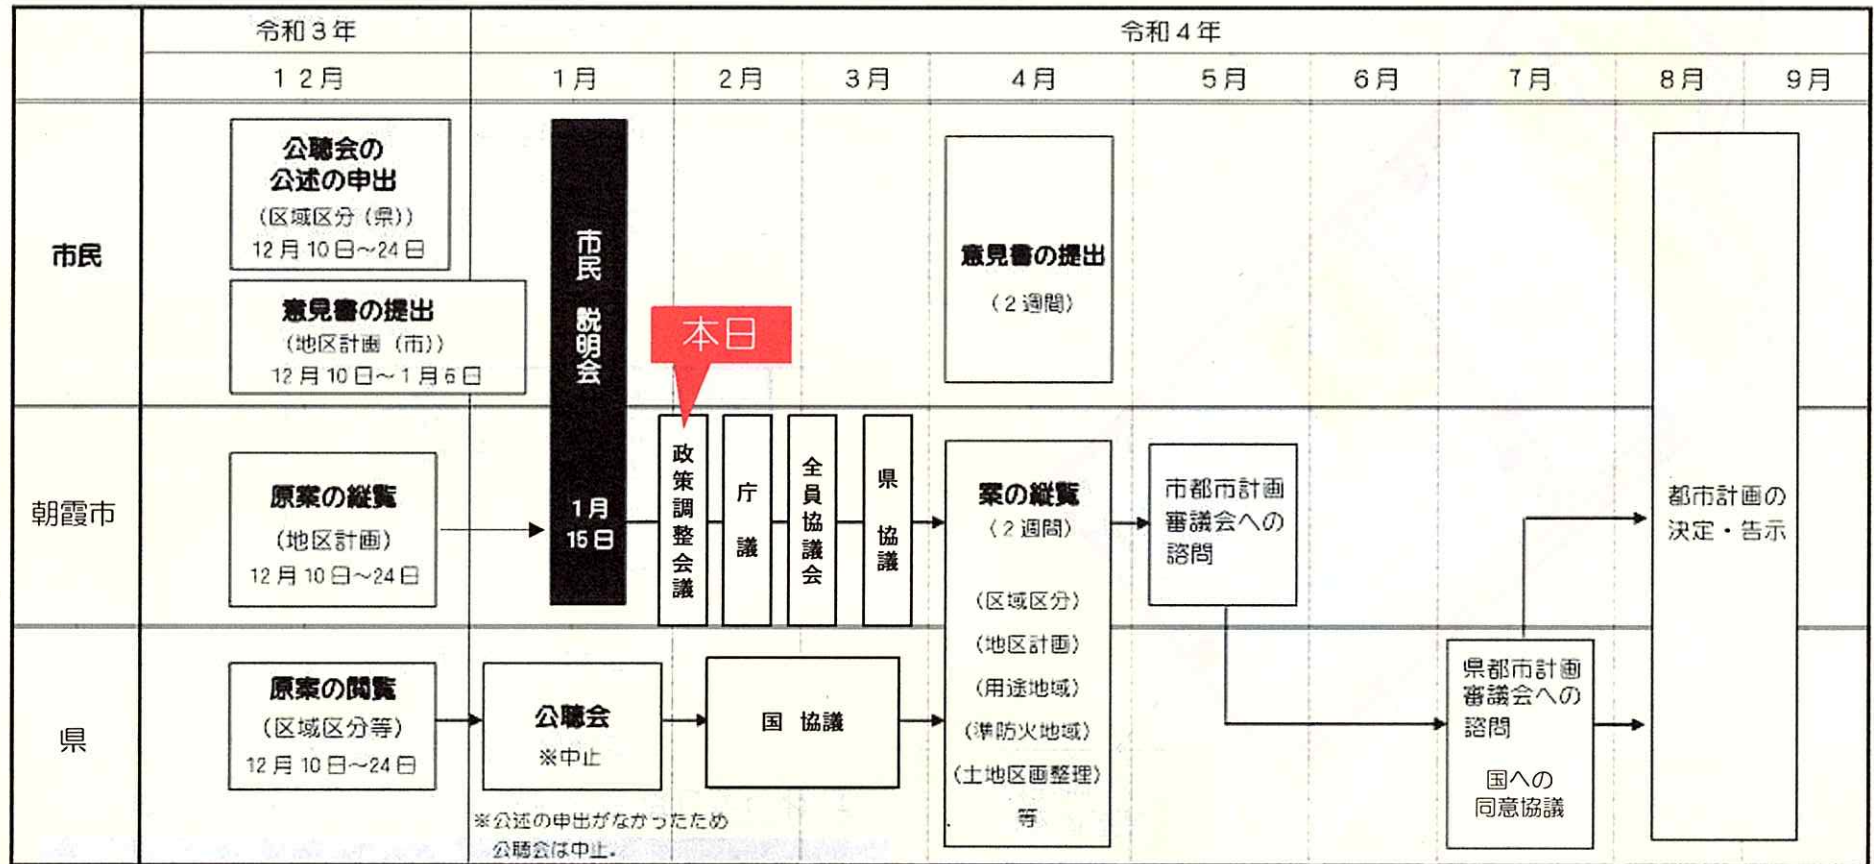 令和3年
令和4年
12月
1月
2月
3月
4月
5月
6月
7月
8月
9月
市民
公聴会の
公述の申出
(区域区分(県))
12月10日~24日
意見書の提出
(地区計画(市))
12月10日~1月6日
市民 説明会
1月
15日
本日
意見書の提出
(2週間)
都市計画の
決定・告示
朝霞市
原案の縦覧
(地区計画)
12月10日~24日
政策調整会議
庁議
全員協議会
県協議
案の縦覧
(2週間)
(区域区分)
(地区計画)
(用途地域)
(準防火地域)
(土地区画整理)
等
市都市計画
審議会への
諮問
県
原案の閲覧
(区域区分等)
12月10日~24日
公聴会
※中止
※公述の申出がなかったため
公聴会は中止.
国 協議
県都市計画
審議会への
諮問
国への
同意協議